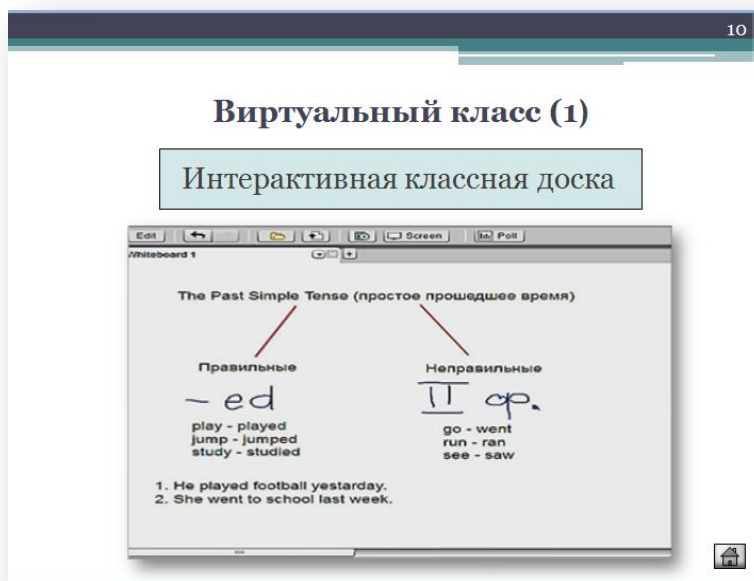 10
Виртуальный класс (1)
Интерактивная классная доска
Edit Screen Poll
Whiteboard 1
The Past Simple Tense (простое прошедшее время)
Правильные Неправильные
- ed II ф.
play - played go - went
jump - jumped run - ran
study - studied see - saw
1. He played football yestarday.
2. She went to school last week.